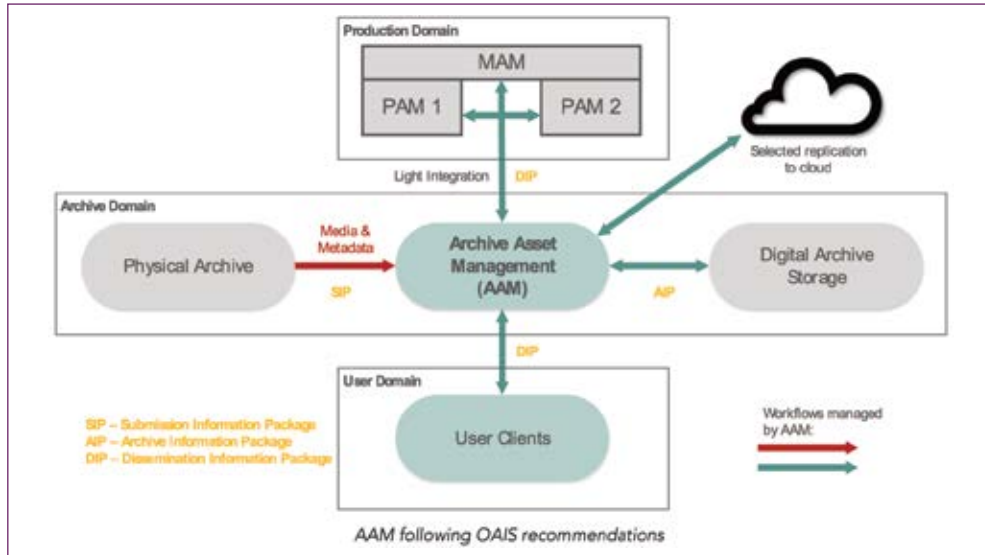 Production Domain
MAM
PAM 1
PAM 2
Selected replication
to cloud
Light Integration
DIP
Archive Domain
Media &
Metadata
Physical Archive
SIP
Archive Asset
Management
(AAM)
AIP
Digital Archive
Storage
DIP
User Domain
User Clients
SIP – Submission Information Package
AIP – Archive Information Package
DIP – Dissemination Information Package
Workflows managed
by AAM:
AAM following OAIS recommendations